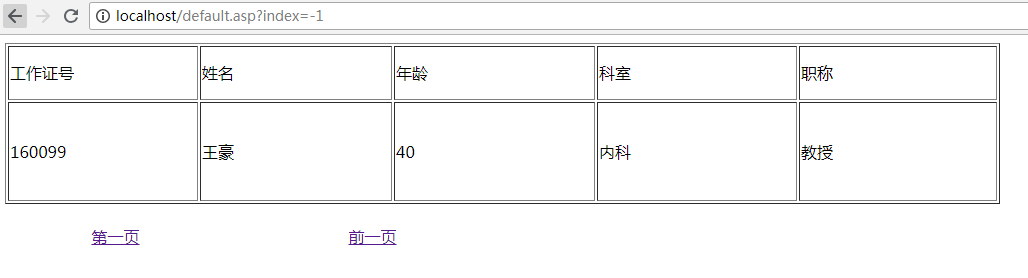 localhost/default.asp?index=-1
工作证号 姓名 年龄 科室 职称
160099 王豪 40 内科 教授
第一页 前一页